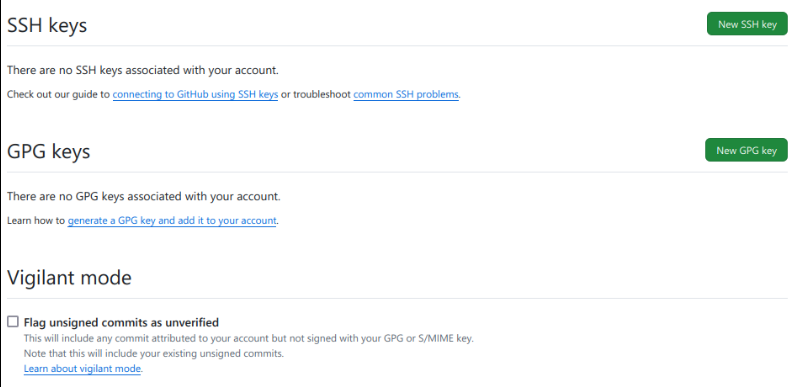 SSH keys
New SSH key
There are no SSH keys associated with your account.
Check out our guide to connecting to GitHub using SSH keys or troubleshoot common SSH problems.
GPG keys
New GPG key
There are no GPG keys associated with your account.
Learn how to generate a GPG key and add it to your account.
Vigilant mode
Flag unsigned commits as unverified
This will include any commit attributed to your account but not signed with your GPG or S/MIME key.
Note that this will include your existing unsigned commits.
Learn about vigilant mode.